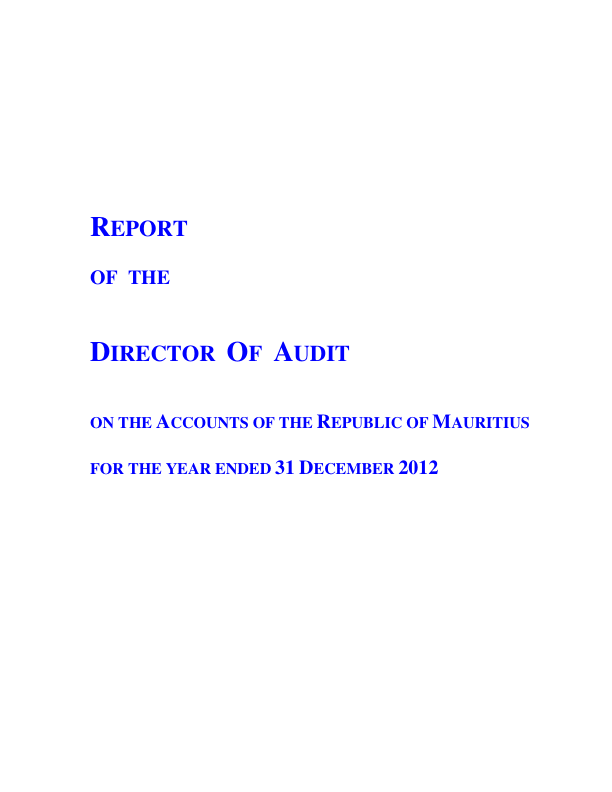 REPORT
OF THE
DIRECTOR OF AUDIT
ON THE ACCOUNTS OF THE REPUBLIC OF MAURITIUS
FOR THE YEAR ENDED 31 DECEMBER 2012